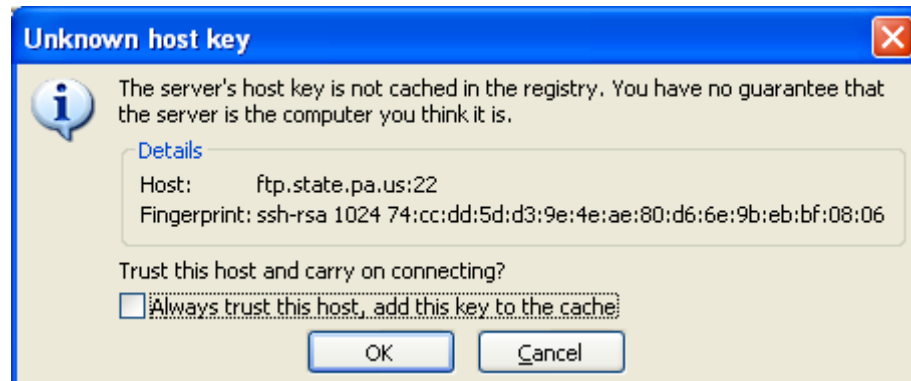 Unknown host key
The server's host key is not cached in the registry. You have no guarantee that
the server is the computer you think it is.
Details
Host: ftp.state.pa.us:22
Fingerprint: ssh-rsa 1024 74:cc:dd:5d:d3:9e:4e:ae:80:d6:6e:9b:eb:bf:08:06
Trust this host and carry on connecting?
Always trust this host, add this key to the cache
OK Cancel